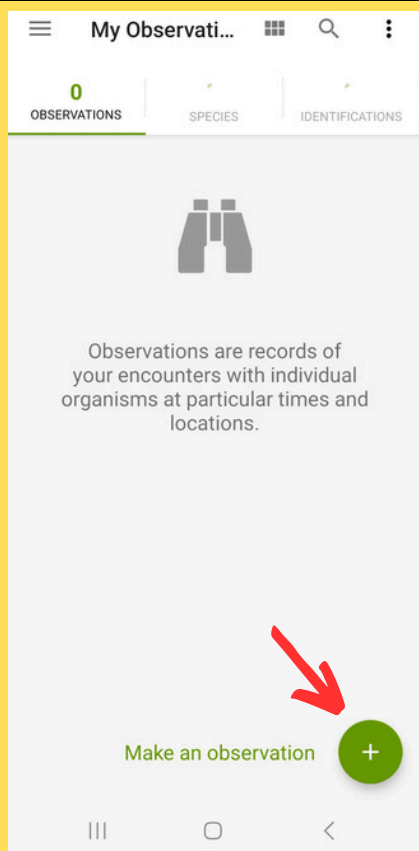 My Observati...
0
OBSERVATIONS
SPECIES
IDENTIFICATIONS
Observations are records of
your encounters with individual
organisms at particular times and
locations.
Make an observation
+